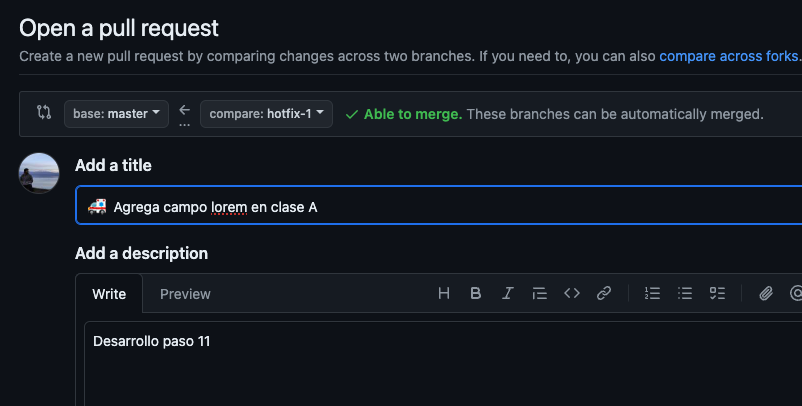 Open a pull request
Create a new pull request by comparing changes across two branches. If you need to, you can also compare across forks.
base: master ← compare: hotfix-1 ✓ Able to merge. These branches can be automatically merged.
...
Add a title
🚑 Agrega campo lorem en clase A
Add a description
Write Preview
Desarrollo paso 11